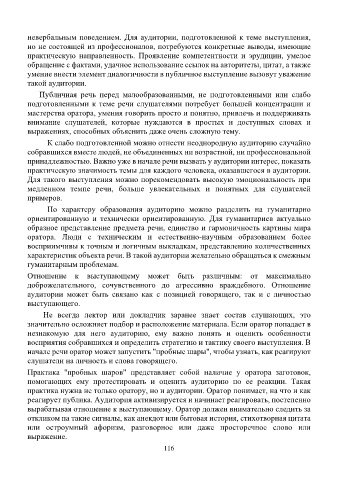 невербальным поведением. Для аудитории, подготовленной к теме выступления,
но не состоящей из профессионалов, потребуются конкретные выводы, имеющие
практическую направленность. Проявление компетентности и эрудиции, умелое
обращение с фактами, удачное использование ссылок на авторитеты, цитат, а также
умение внести элемент диалогичности в публичное выступление вызовут уважение
такой аудитории.
Публичная речь перед малообразованными, не подготовленными или слабо
подготовленными к теме речи слушателями потребует большей концентрации и
мастерства оратора, умения говорить просто и понятно, привлечь и поддерживать
внимание слушателей, которые нуждаются в простых и доступных словах и
выражениях, способных объяснить даже очень сложную тему.
К слабо подготовленной можно отнести неоднородную аудиторию случайно
собравшихся вместе людей, не объединенных ни возрастной, ни профессиональной
принадлежностью. Важно уже в начале речи вызвать у аудитории интерес, показать
практическую значимость темы для каждого человека, оказавшегося в аудитории.
Для такого выступления можно порекомендовать высокую эмоциональность при
медленном темпе речи, больше увлекательных и понятных для слушателей
примеров.
По характеру образования аудиторию можно разделить на гуманитарно
ориентированную и технически ориентированную. Для гуманитариев актуально
образное представление предмета речи, единство и гармоничность картины мира
оратора. Люди с техническим и естественно-научным образованием более
восприимчивы к точным и логичным выкладкам, представлению количественных
характеристик объекта речи. В такой аудитории желательно обращаться к смежным
гуманитарным проблемам.
Отношение к выступающему может быть различным: от максимально
доброжелательного, сочувственного до агрессивно враждебного. Отношение
аудитории может быть связано как с позицией говорящего, так и с личностью
выступающего.
Не всегда лектор или докладчик заранее знает состав слушающих, это
значительно осложняет подбор и расположение материала. Если оратор попадает в
незнакомую для него аудиторию, ему важно понять и оценить особенности
восприятия собравшихся и определить стратегию и тактику своего выступления. В
начале речи оратор может запустить "пробные шары", чтобы узнать, как реагируют
слушатели на личность и слова говорящего.
Практика "пробных шаров" представляет собой наличие у оратора заготовок,
помогающих ему протестировать и оценить аудиторию по ее реакции. Такая
практика нужна не только оратору, но и аудитории. Оратор понимает, на что и как
реагирует публика. Аудитория активизируется и начинает реагировать, постепенно
вырабатывая отношение к выступающему. Оратор должен внимательно следить за
откликом на такие сигналы, как анекдот или бытовая история, стихотворная цитата
или остроумный афоризм, разговорное или даже просторечное слово или
выражение.
116